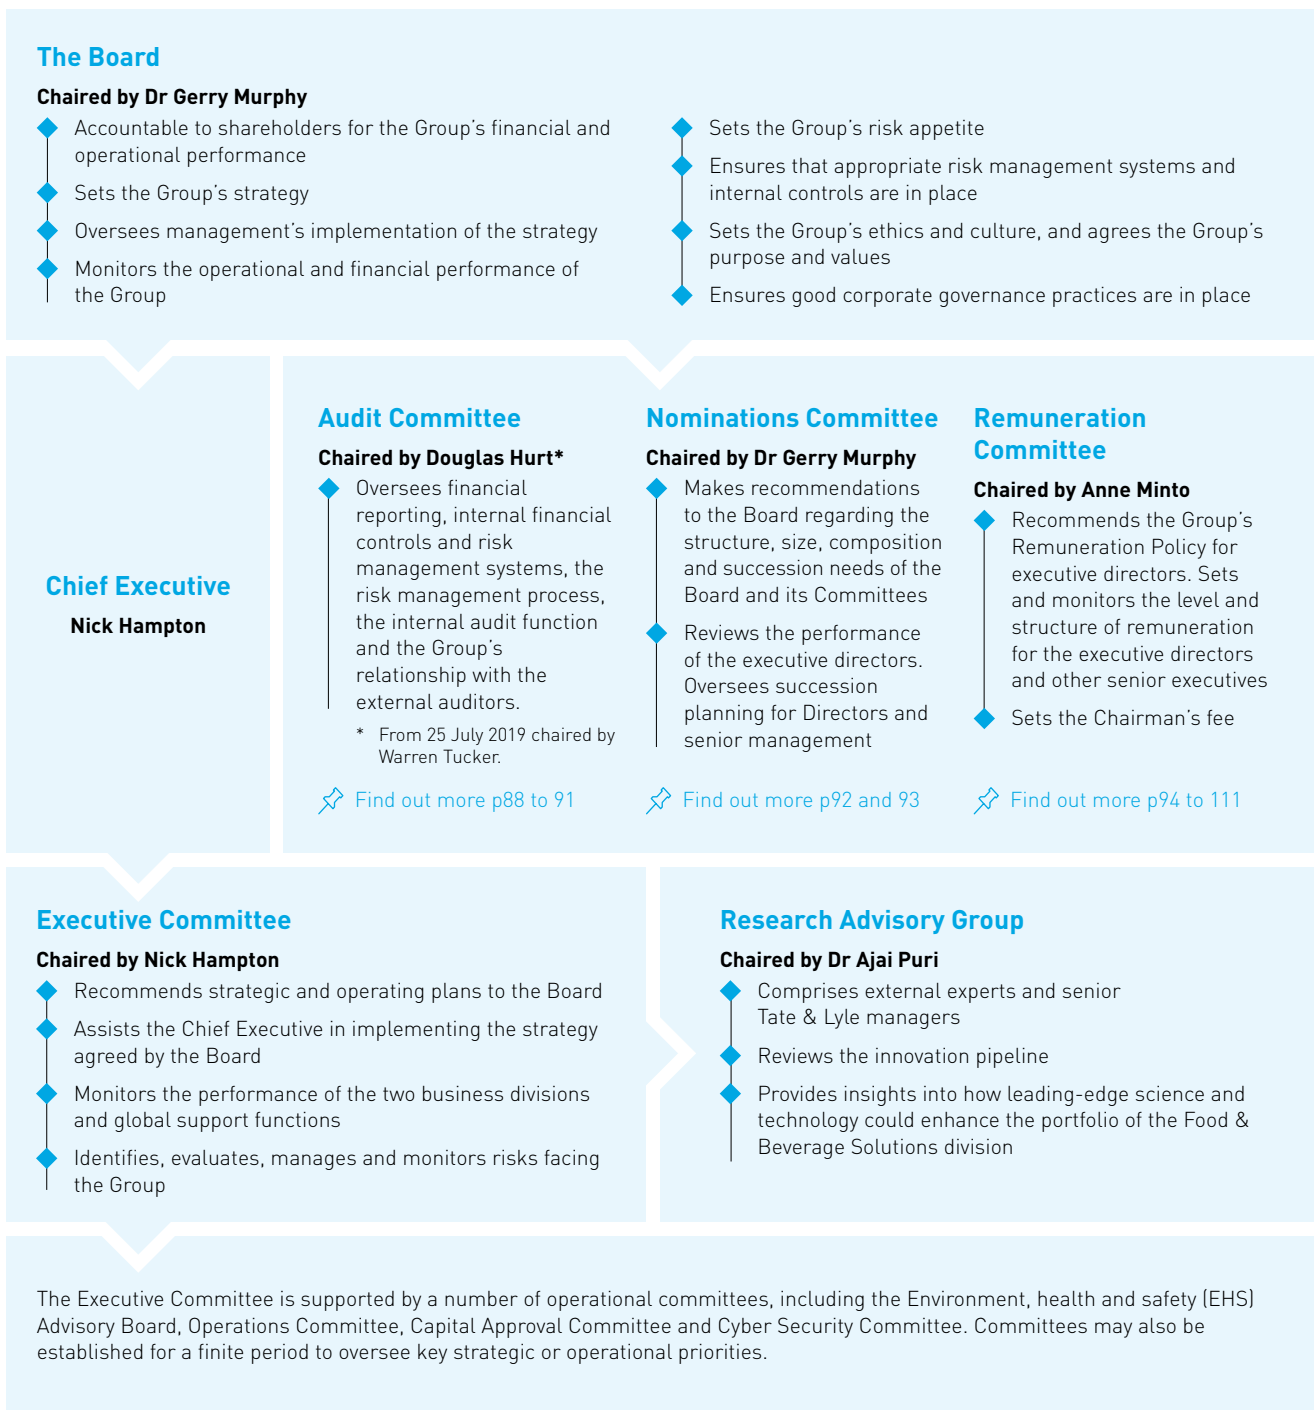 The Board
Chaired by Dr Gerry Murphy
Accountable to shareholders for the Group's financial and
operational performance
Sets the Group's strategy
Oversees management's implementation of the strategy
Monitors the operational and financial performance of
the Group
Sets the Group's risk appetite
Ensures that appropriate risk management systems and
internal controls are in place
Sets the Group's ethics and culture, and agrees the Group's
purpose and values
Ensures good corporate governance practices are in place
Chief Executive
Nick Hampton
Audit Committee
Chaired by Douglas Hurt*
Oversees financial
reporting, internal financial
controls and risk
management systems, the
risk management process,
the internal audit function
and the Group's
relationship with the
external auditors.
* From 25 July 2019 chaired by
Warren Tucker.
Find out more p88 to 91
Nominations Committee
Chaired by Dr Gerry Murphy
Makes recommendations
to the Board regarding the
structure, size, composition
and succession needs of the
Board and its Committees
Reviews the performance
of the executive directors.
Oversees succession
planning for Directors and
senior management
Find out more p92 and 93
Remuneration
Committee
Chaired by Anne Minto
Recommends the Group's
Remuneration Policy for
executive directors. Sets
and monitors the level and
structure of remuneration
for the executive directors
and other senior executives
Sets the Chairman's fee
Find out more p94 to 111
Executive Committee
Chaired by Nick Hampton
Recommends strategic and operating plans to the Board
Assists the Chief Executive in implementing the strategy
agreed by the Board
Monitors the performance of the two business divisions
and global support functions
Identifies, evaluates, manages and monitors risks facing
the Group
Research Advisory Group
Chaired by Dr Ajai Puri
Comprises external experts and senior
Tate & Lyle managers
Reviews the innovation pipeline
Provides insights into how leading-edge science and
technology could enhance the portfolio of the Food &
Beverage Solutions division
The Executive Committee is supported by a number of operational committees, including the Environment, health and safety (EHS)
Advisory Board, Operations Committee, Capital Approval Committee and Cyber Security Committee. Committees may also be
established for a finite period to oversee key strategic or operational priorities.